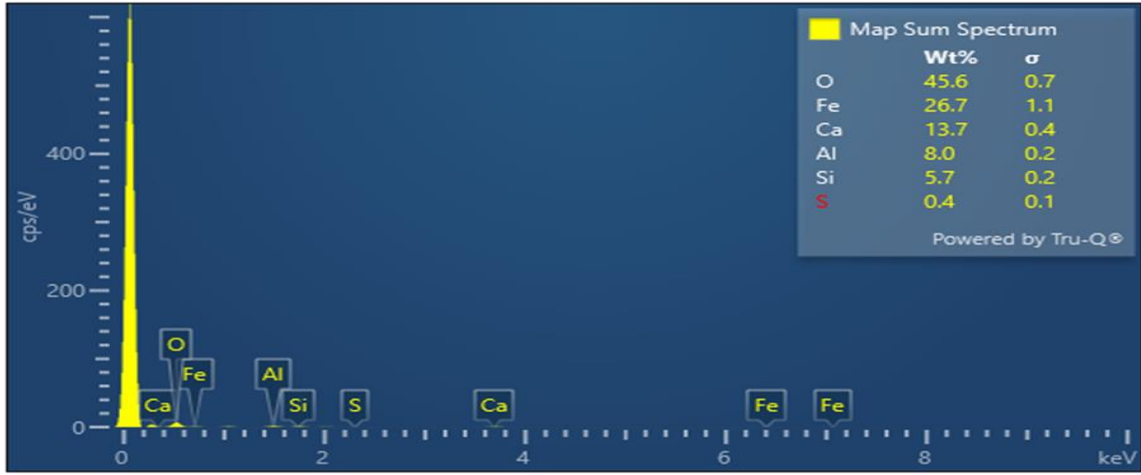 Map Sum Spectrum
Wt% σ
O 45.6 0.7
Fe 26.7 1.1
Ca 13.7 0.4
Al 8.0 0.2
Si 5.7 0.2
S 0.4 0.1
Powered by Tru-Q®
cps/eV
400
200
0
O
Fe Al
Ca Si S Ca Fe Fe
0 2 4 6 8 keV